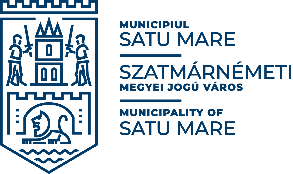 MUNICIPIUL
SATU MARE
SZATMÁRNÉMETI
MEGYEI JOGÚ VÁROS
MUNICIPALITY OF
SATU MARE